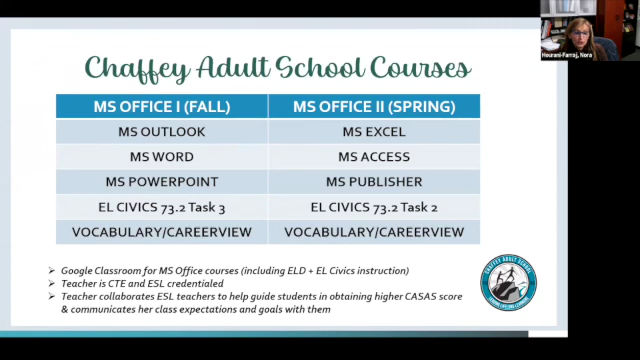 Hourani-Farraj, Nora
Chaffey Adult School Courses
MS OFFICE I (FALL) MS OFFICE II (SPRING)
MS OUTLOOK MS EXCEL
MS WORD MS ACCESS
MS POWERPOINT MS PUBLISHER
EL CIVICS 73.2 Task 3 EL CIVICS 73.2 Task 2
VOCABULARY/CAREERVIEW VOCABULARY/CAREERVIEW
Google Classroom for MS Office courses (including ELD + EL Civics instruction)
Teacher is CTE and ESL credentialed
Teacher collaborates ESL teachers to help guide students in obtaining higher CASAS score
& communicates her class expectations and goals with them
CHAFFEY ADULT SCHOOL